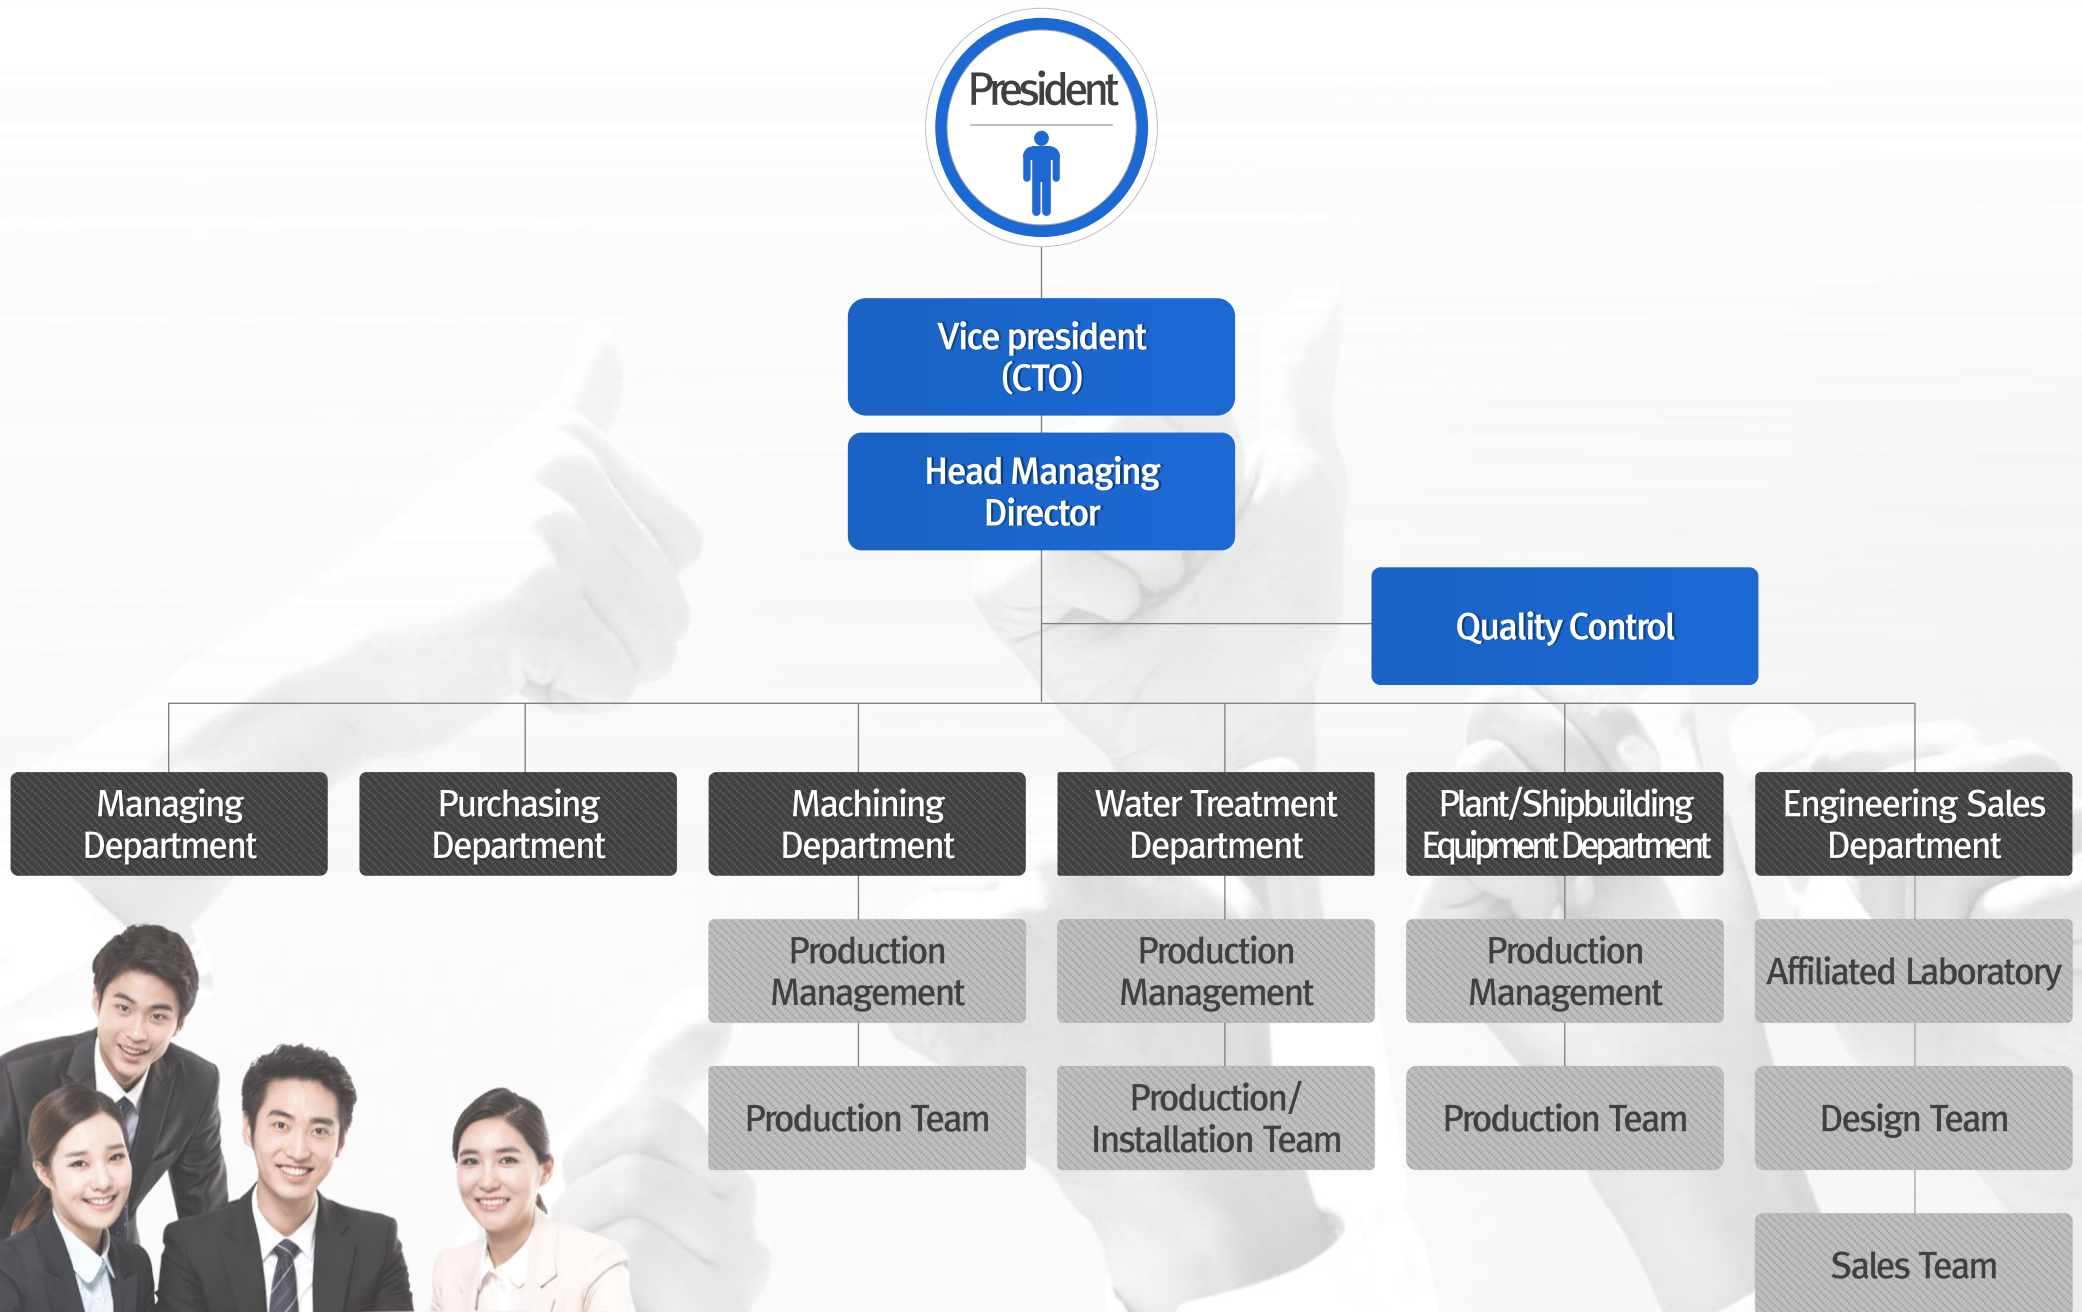 President
Vice president
(CTO)
Head Managing
Director
Quality Control
Managing
Department
Purchasing
Department
Machining
Department
Water Treatment
Department
Plant/Shipbuilding
Equipment Department
Engineering Sales
Department
Production
Management
Production
Management
Production
Management
Affiliated Laboratory
Production Team
Production/
Installation Team
Production Team
Design Team
Sales Team